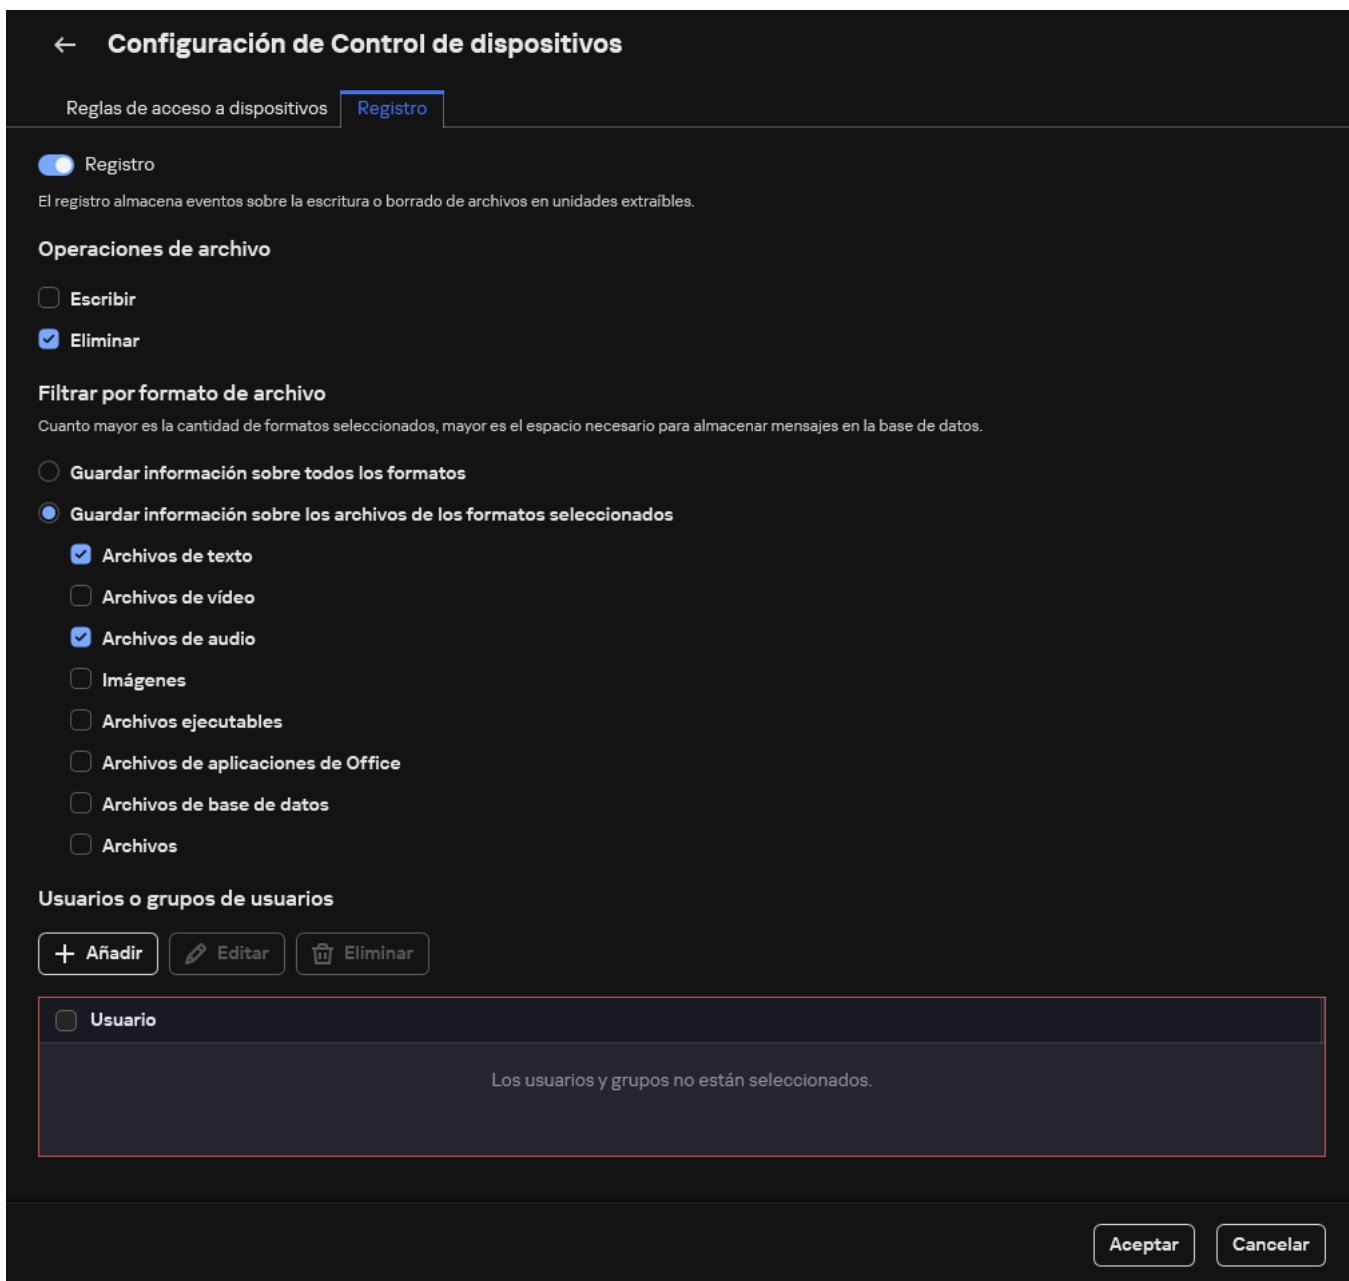 Configuración de Control de dispositivos
Reglas de acceso a dispositivos
Registro
Registro
El registro almacena eventos sobre la escritura o borrado de archivos en unidades extraíbles.
Operaciones de archivo
Escribir
Eliminar
Filtrar por formato de archivo
Cuanto mayor es la cantidad de formatos seleccionados, mayor es el espacio necesario para almacenar mensajes en la base de datos.
Guardar información sobre todos los formatos
Guardar información sobre los archivos de los formatos seleccionados
Archivos de texto
Archivos de vídeo
Archivos de audio
Imágenes
Archivos ejecutables
Archivos de aplicaciones de Office
Archivos de base de datos
Archivos
Usuarios o grupos de usuarios
Añadir
Editar
Eliminar
Usuario
Los usuarios y grupos no están seleccionados.
Aceptar
Cancelar